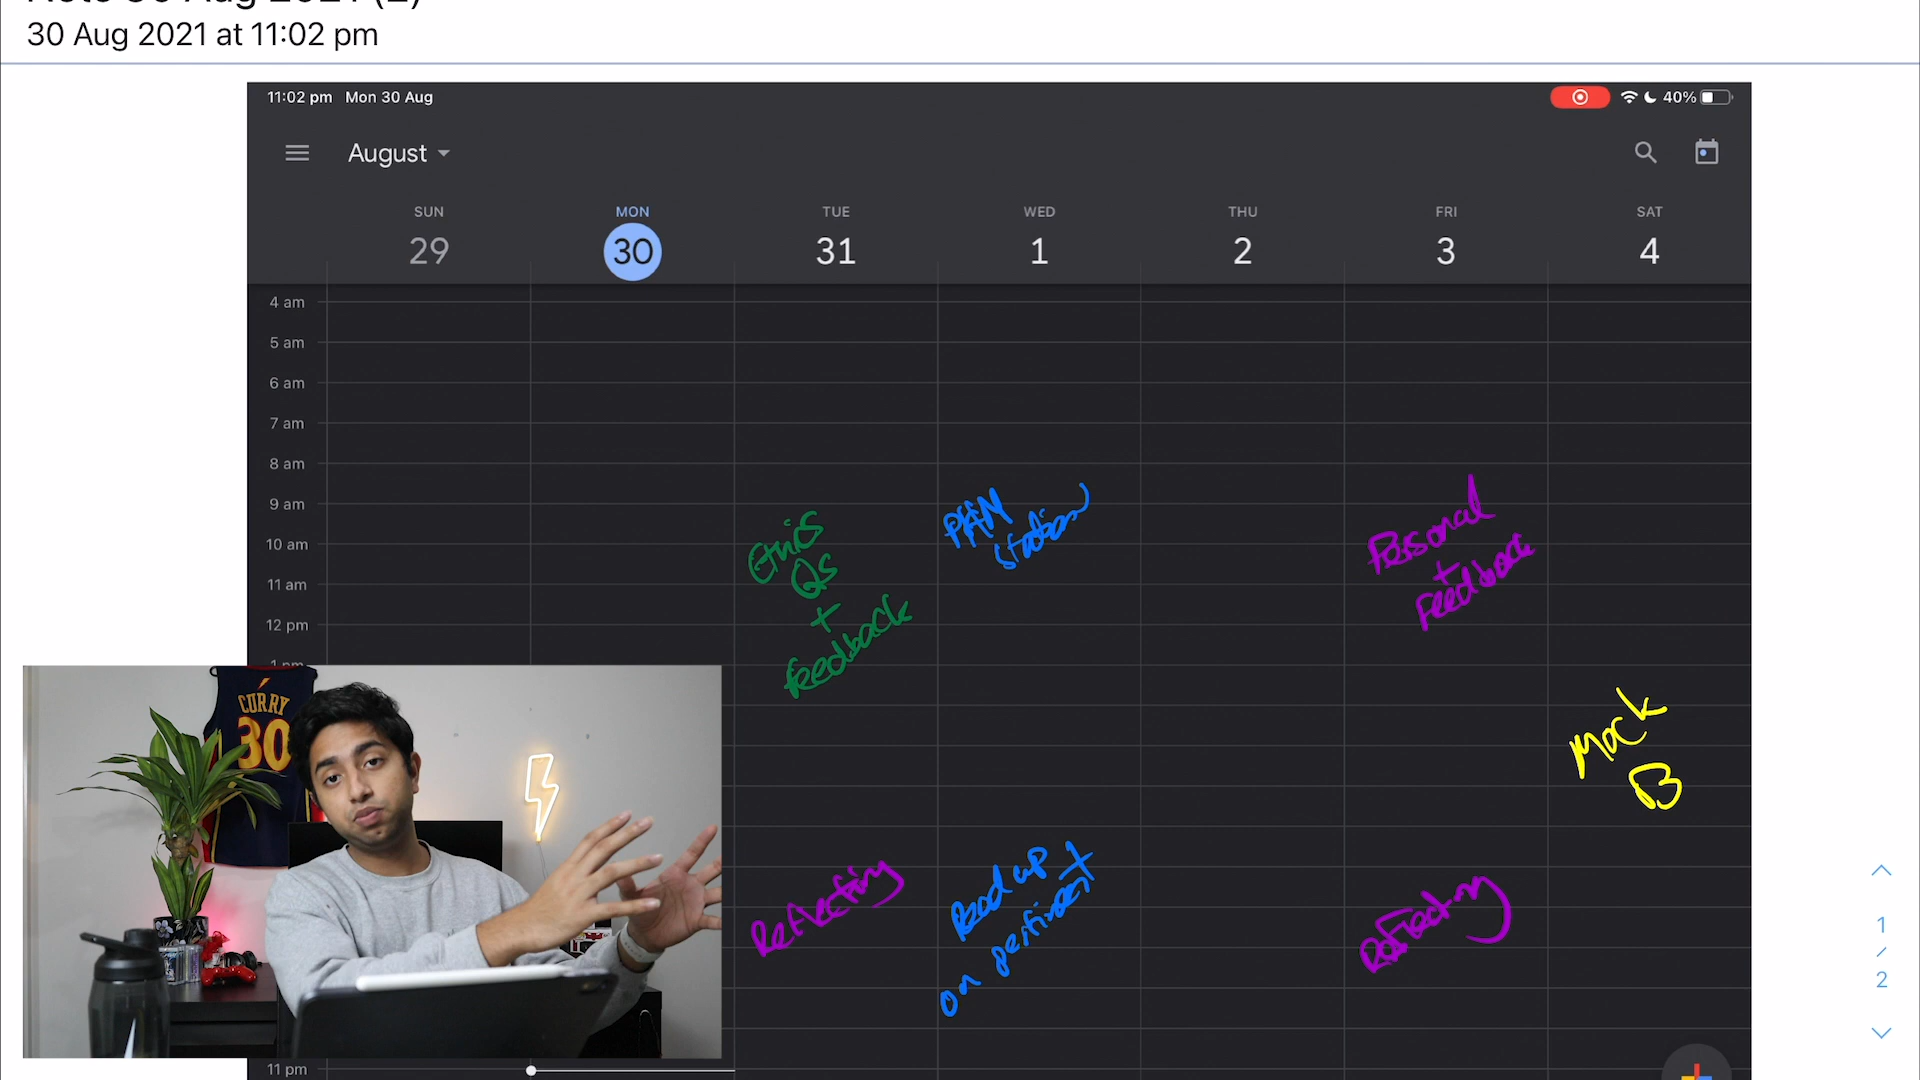 30 Aug 2021 at 11:02 pm
11:02 pm Mon 30 Aug
40%
August
SUN MON TUE WED THU FRI SAT
29 30 31 1 2 3 4
4 am
5 am
6 am
7 am
8 am
9 am
10 am
11 am
12 pm
1 pm
11 pm
Ethics
Qs
+
feedback
Reflecting
station
Read up
on pertinent
Personal
+
Feedback
Reflecting
Mock
B
CURRY
30
1
/
2